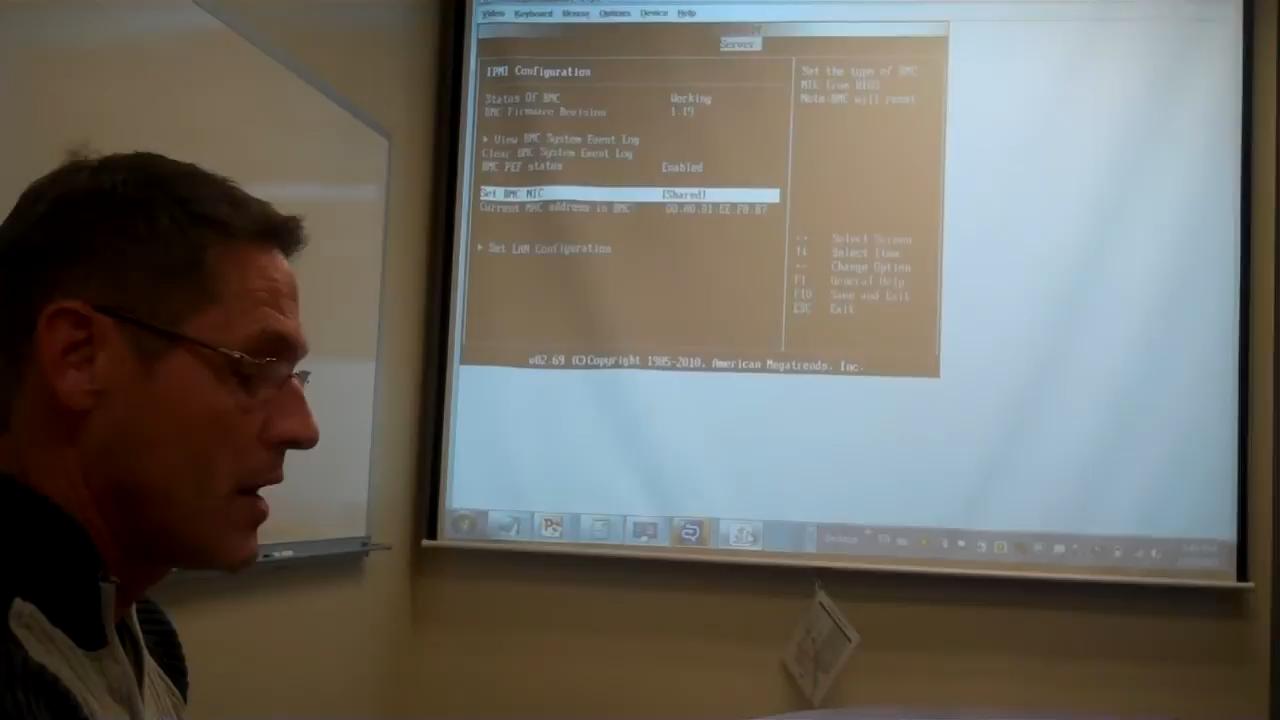 Video Keyboard Mouse Options Device Help
Server
IPMI Configuration
Status Of BMC Working
BMC Firmware Revision 1.19
View BMC System Event Log
Clear BMC System Event Log
BMC PEF status Enabled
Set BMC NIC [Shared]
Current MAC address in BMC
Set LAN Configuration
Set the type of BMC
NIC from BIOS
Note:BMC will reset
Select Screen
Select Item
Change Option
F1 General Help
F10 Save and Exit
ESC Exit
v02.69 (C)Copyright 1985-2010, American Megatrends, Inc.
Desktop